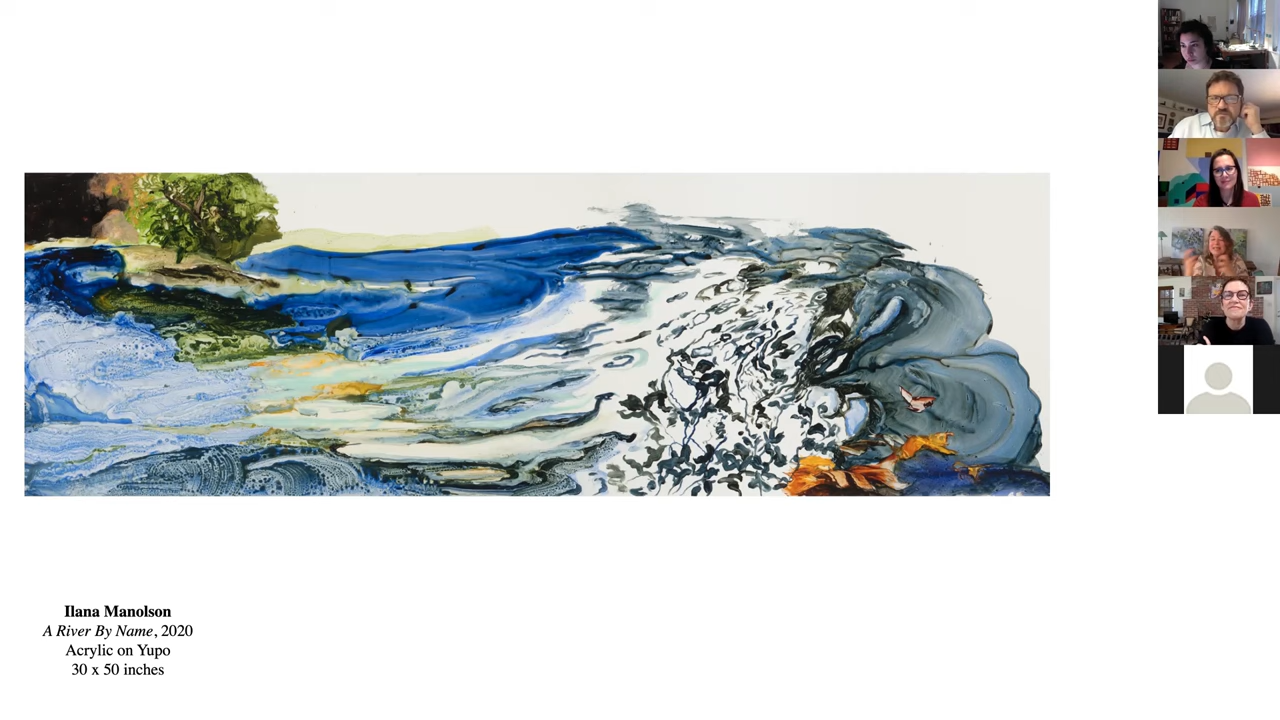 Ilana Manolson
A River By Name, 2020
Acrylic on Yupo
30 x 50 inches